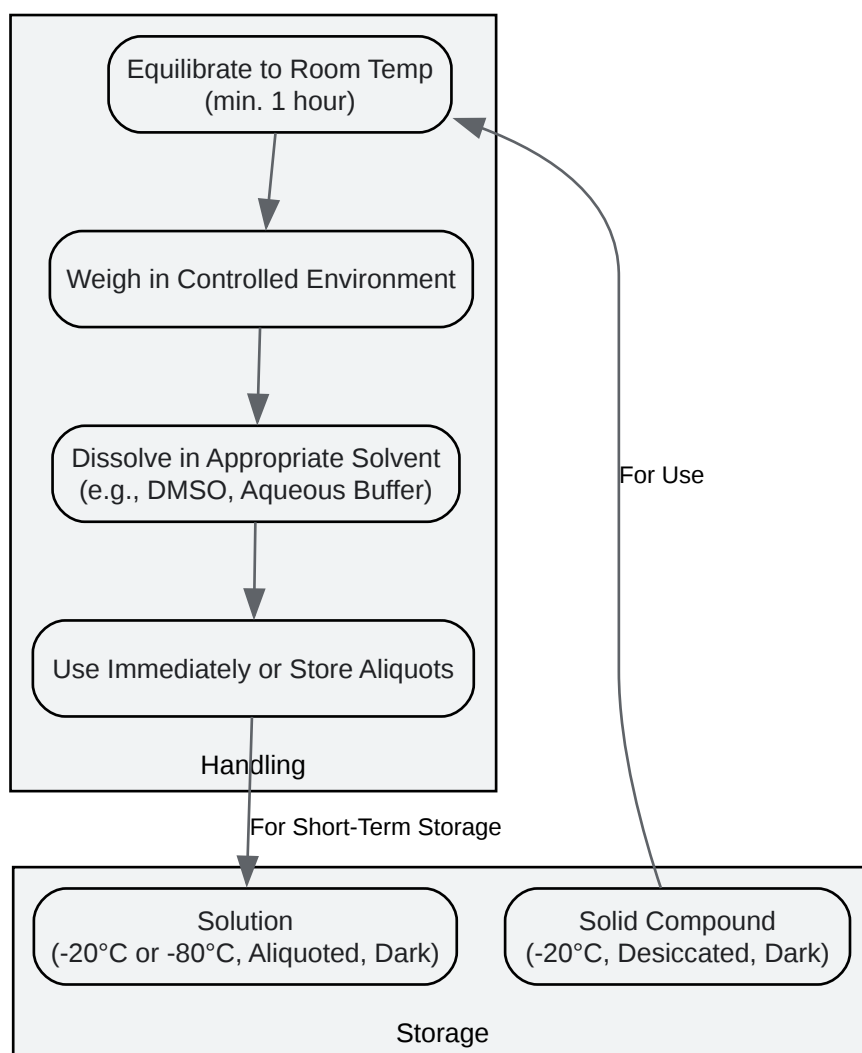 Equilibrate to Room Temp
(min. 1 hour)
Weigh in Controlled Environment
Dissolve in Appropriate Solvent
(e.g., DMSO, Aqueous Buffer)
For Use
Use Immediately or Store Aliquots
Handling
For Short-Term Storage
Solution
(-20°C or -80°C, Aliquoted, Dark)
Solid Compound
(-20°C, Desiccated, Dark)
Storage